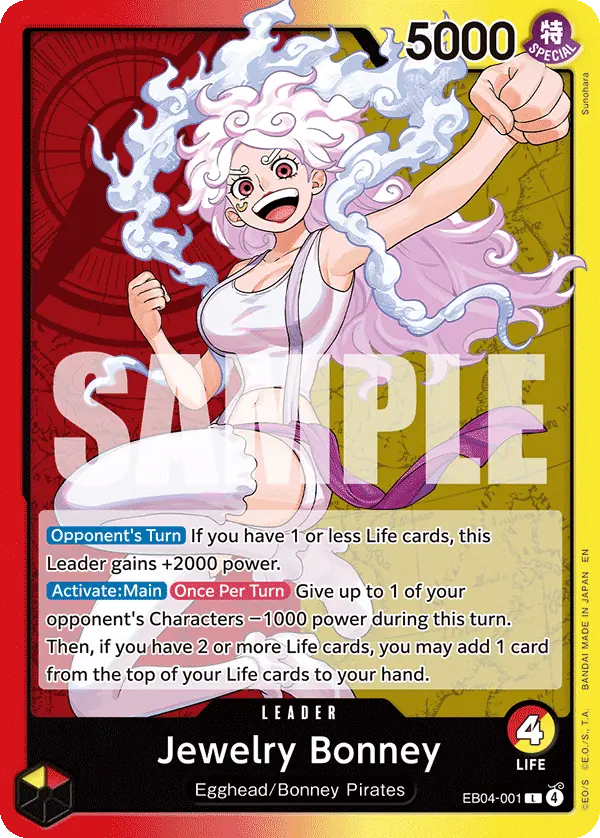 5000
特
SPECIAL
Sunohara
SAMPLE
Opponent's Turn If you have 1 or less Life cards, this
Leader gains +2000 power.
Activate:Main Once Per Turn Give up to 1 of your
opponent's Characters −1000 power during this turn.
Then, if you have 2 or more Life cards, you may add 1 card
from the top of your Life cards to your hand.
LEADER
Jewelry Bonney
Egghead/Bonney Pirates
4
LIFE
EB04-001 L 4
©E.O/S ©E.O./S., T.A. BANDAI MADE IN JAPAN EN